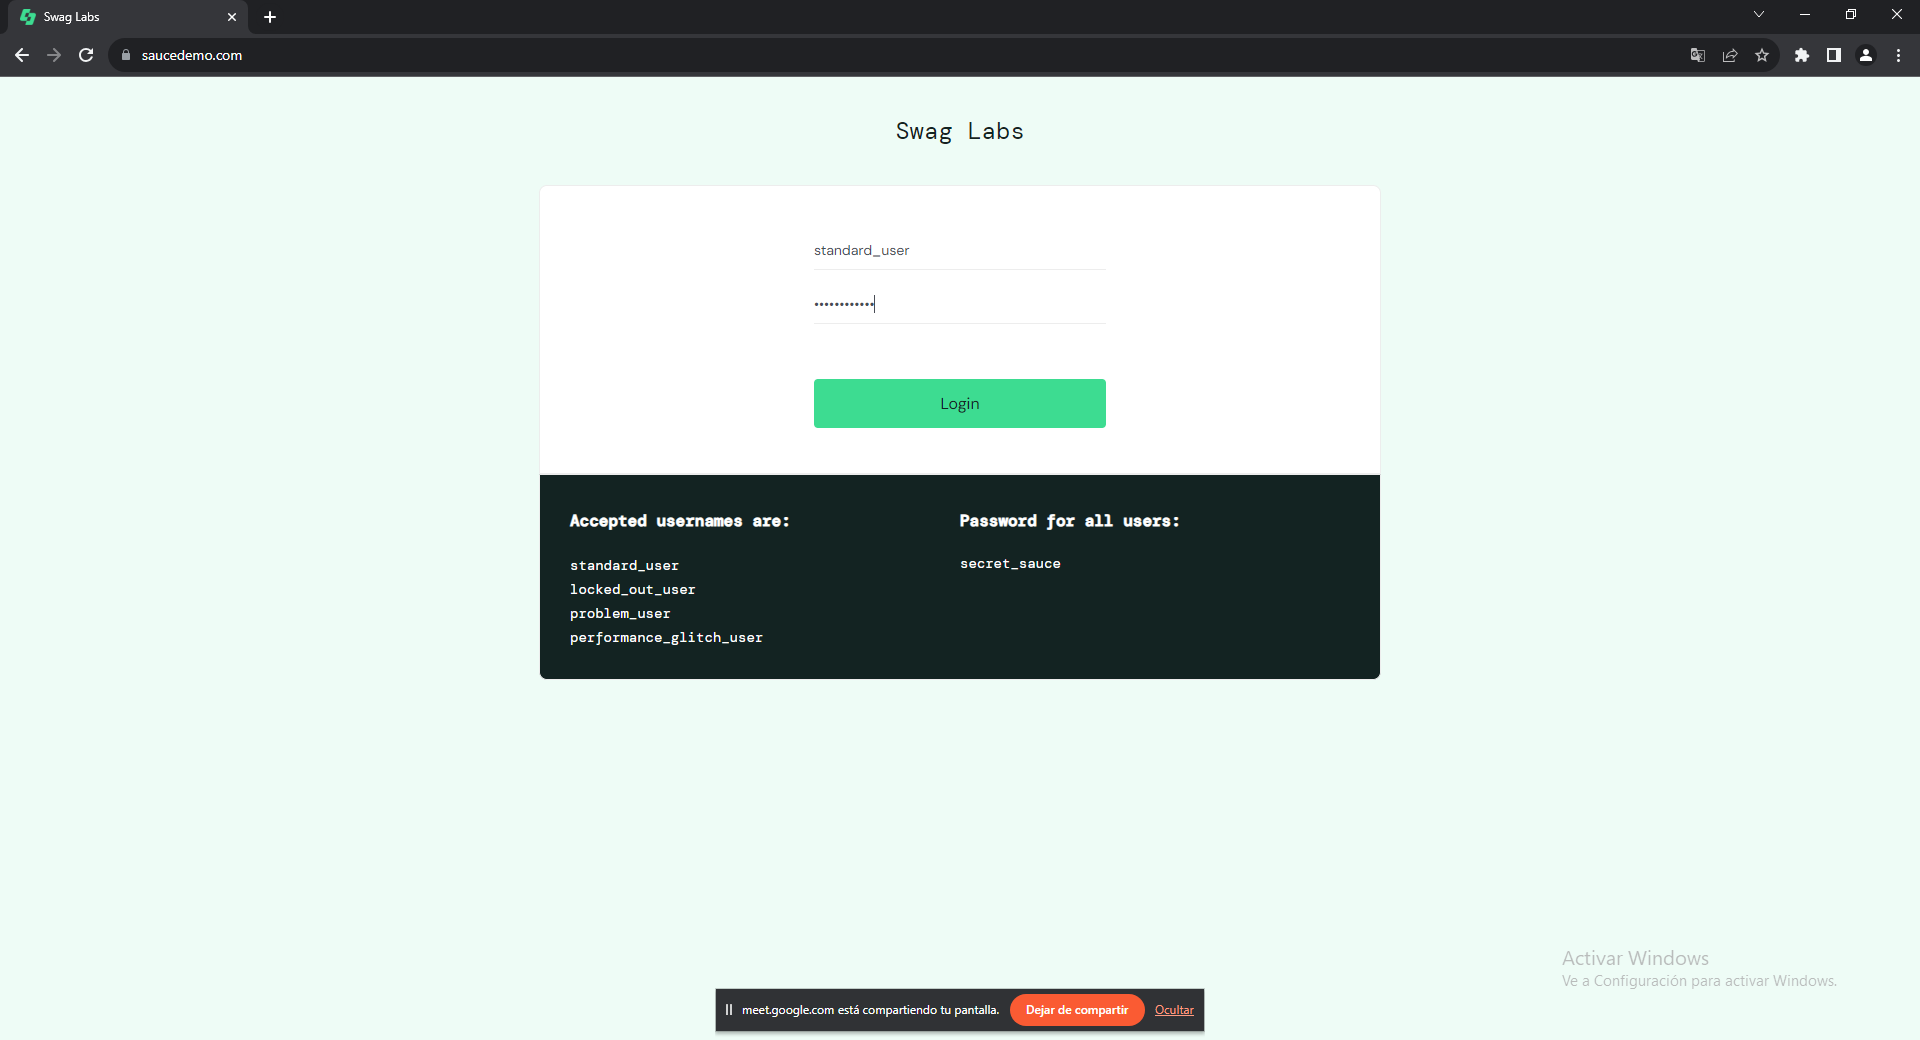 Swag Labs
saucedemo.com
Swag Labs
standard_user
••••••••••••
Login
Accepted usernames are:
standard_user
locked_out_user
problem_user
performance_glitch_user
Password for all users:
secret_sauce
Activar Windows
Ve a Configuración para activar Windows.
meet.google.com está compartiendo tu pantalla.
Dejar de compartir
Ocultar